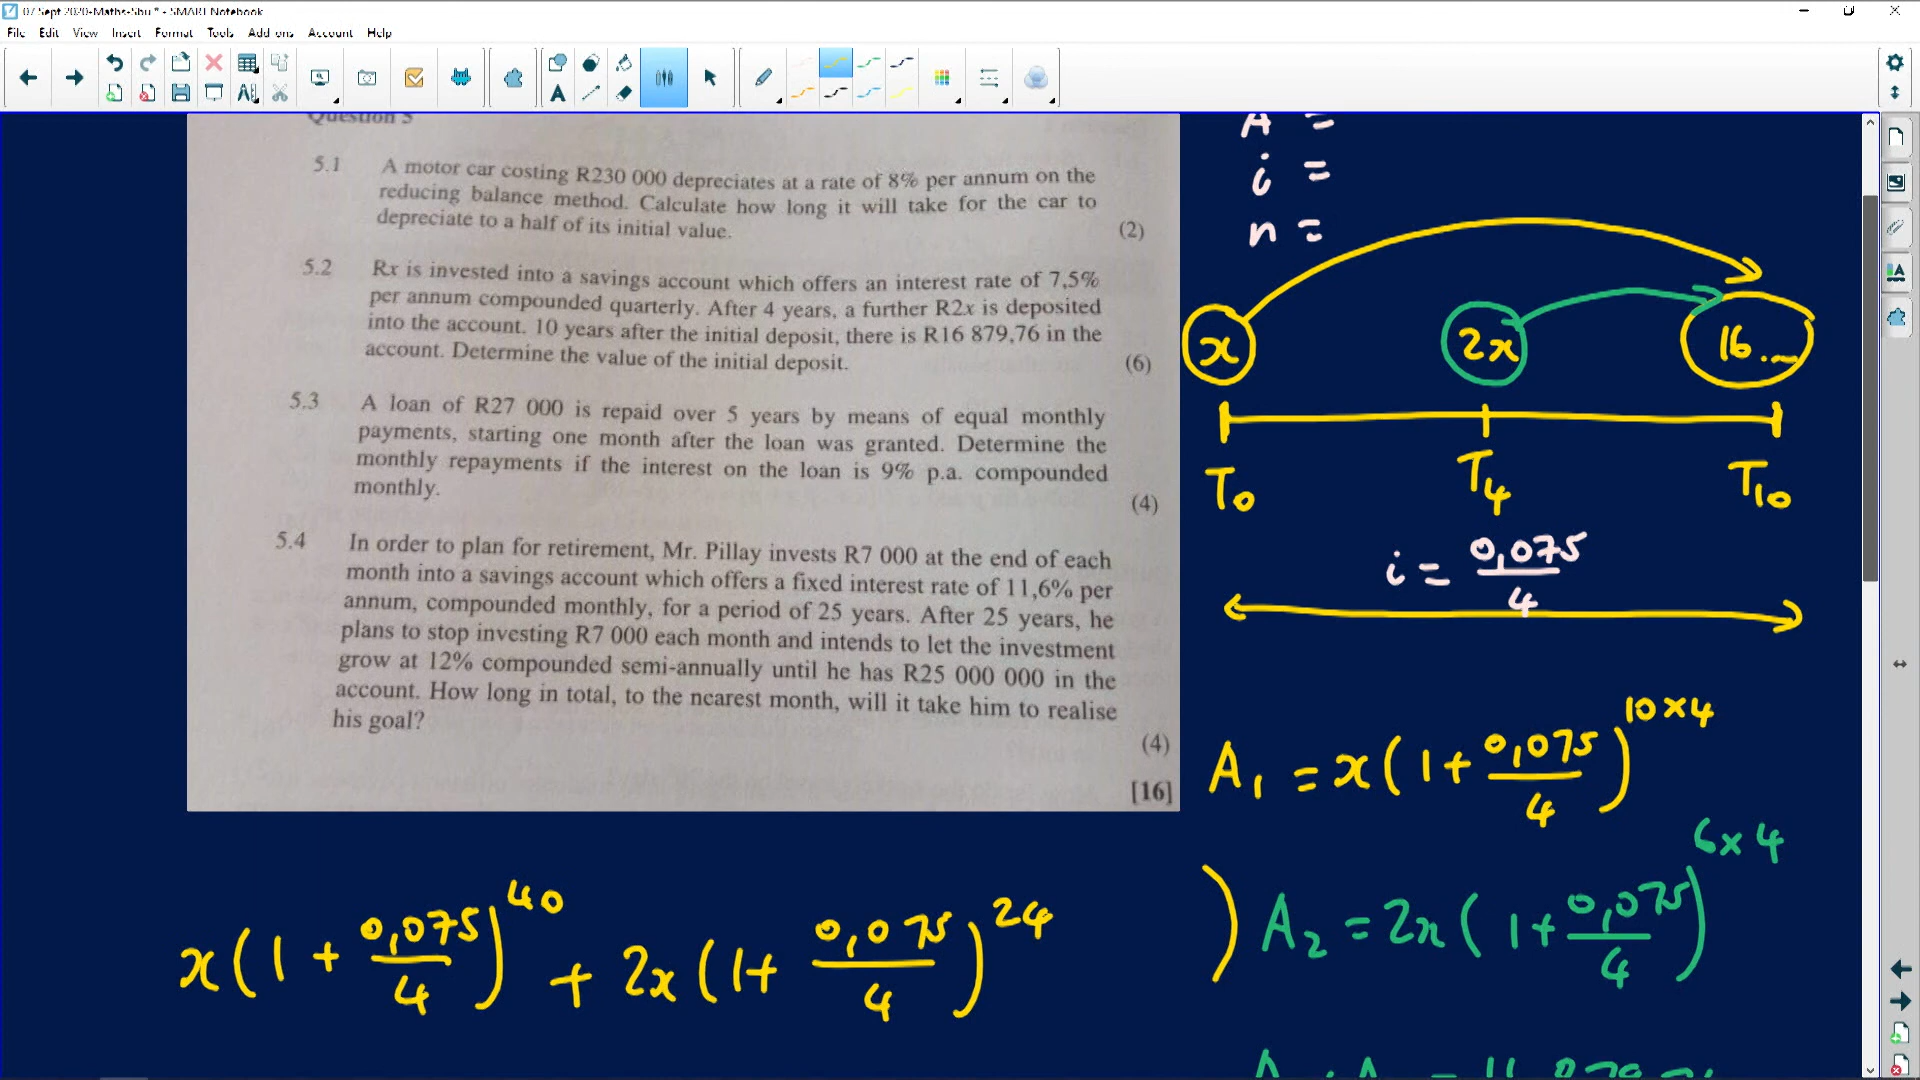 07 Sept 2020-Maths-Sbu * - SMART Notebook
File Edit View Insert Format Tools Add-ons Account Help
Question 5
5.1 A motor car costing R230 000 depreciates at a rate of 8% per annum on the
reducing balance method. Calculate how long it will take for the car to
depreciate to a half of its initial value. (2)
5.2 Rx is invested into a savings account which offers an interest rate of 7,5%
per annum compounded quarterly. After 4 years, a further R2x is deposited
into the account. 10 years after the initial deposit, there is R16 879,76 in the
account. Determine the value of the initial deposit. (6)
5.3 A loan of R27 000 is repaid over 5 years by means of equal monthly
payments, starting one month after the loan was granted. Determine the
monthly repayments if the interest on the loan is 9% p.a. compounded
monthly. (4)
5.4 In order to plan for retirement, Mr. Pillay invests R7 000 at the end of each
month into a savings account which offers a fixed interest rate of 11,6% per
annum, compounded monthly, for a period of 25 years. After 25 years, he
plans to stop investing R7 000 each month and intends to let the investment
grow at 12% compounded semi-annually until he has R25 000 000 in the
account. How long in total, to the nearest month, will it take him to realise
his goal? (4)
[16]
A =
i =
n =
x 2x 16...
T₀ T₄ T₁₀
i = 0,075/4
A₁ = x(1 + 0,075/4)^10×4
) A₂ = 2x(1 + 0,075/4)^6×4
x(1 + 0,075/4)^40 + 2x(1 + 0,075/4)^24